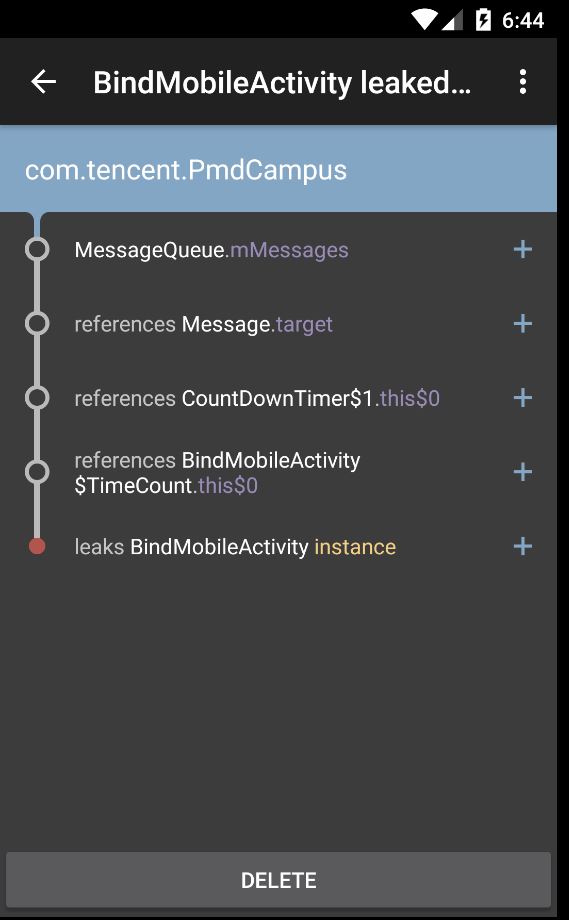 6:44
BindMobileActivity leaked...
com.tencent.PmdCampus
MessageQueue.mMessages
references Message.target
references CountDownTimer$1.this$0
references BindMobileActivity
$TimeCount.this$0
leaks BindMobileActivity instance
DELETE